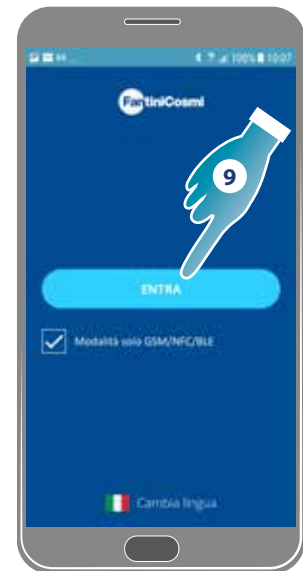 100% 10:07
FantiniCosmi
9
ENTRA
Modalità solo GSM/NFC/BLE
Cambia lingua